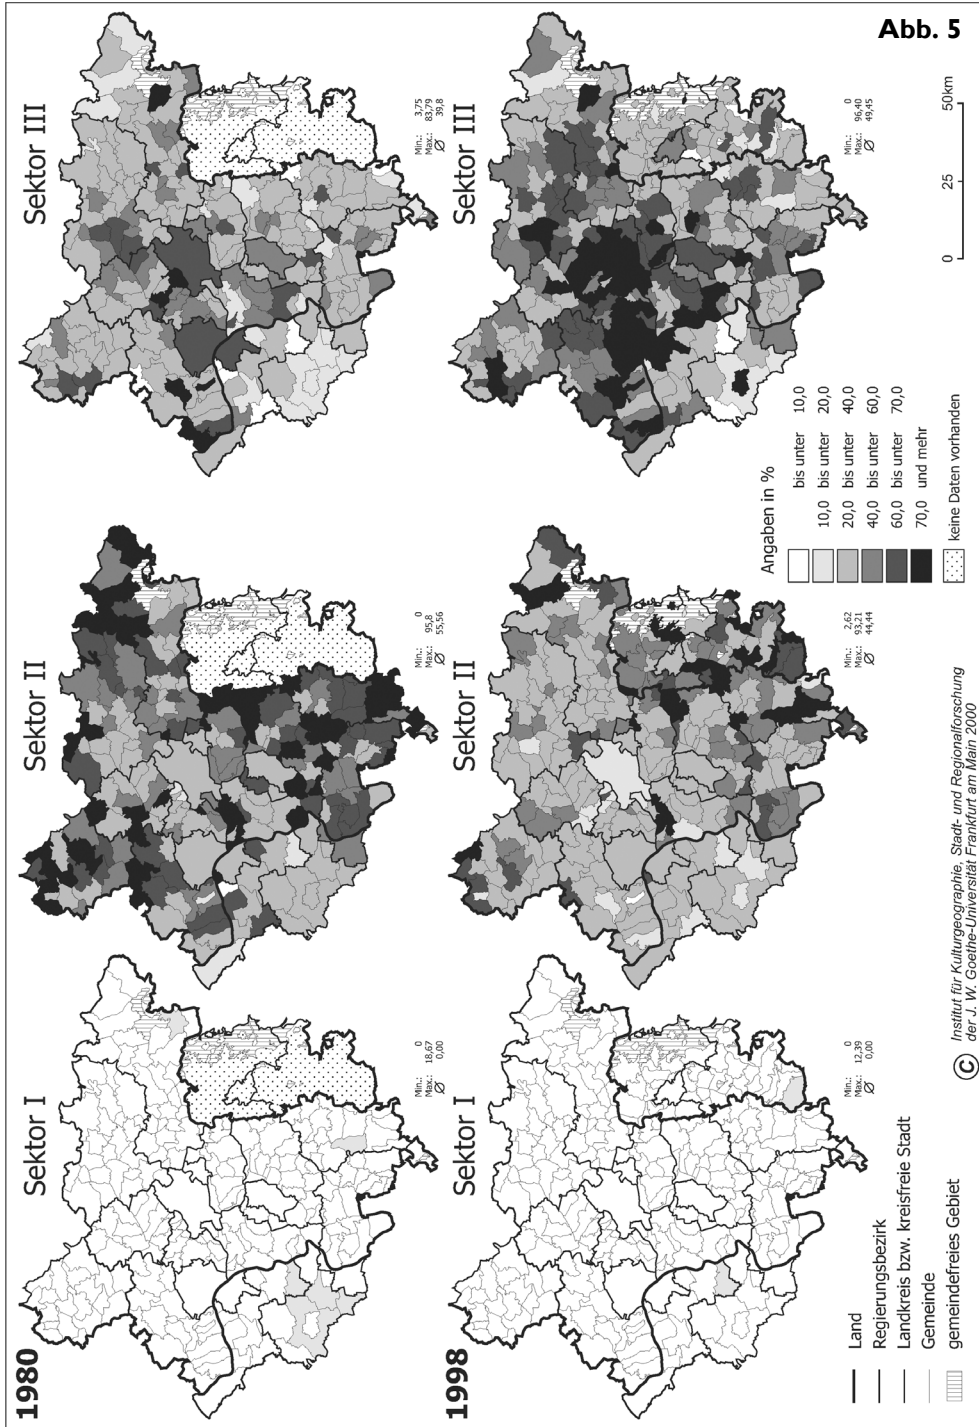 Abb. 5
1980
Sektor I
Min.: 0
Max.: 18,67
Ø 0,00
Sektor II
Min.: 0
Max.: 95,8
Ø 55,56
Sektor III
Min.: 3,75
Max.: 83,79
Ø 39,8
1998
Sektor I
Min.: 0
Max.: 12,39
Ø 0,00
Sektor II
Min.: 2,62
Max.: 93,21
Ø 44,44
Sektor III
Min.: 0
Max.: 96,40
Ø 49,45
Land
Regierungsbezirk
Landkreis bzw. kreisfreie Stadt
Gemeinde
gemeindefreies Gebiet
Angaben in %
bis unter 10,0
10,0 bis unter 20,0
20,0 bis unter 40,0
40,0 bis unter 60,0
60,0 bis unter 70,0
70,0 und mehr
keine Daten vorhanden
0 25 50km
© Institut für Kulturgeographie, Stadt- und Regionalforschung
der J. W. Goethe-Universität Frankfurt am Main 2000